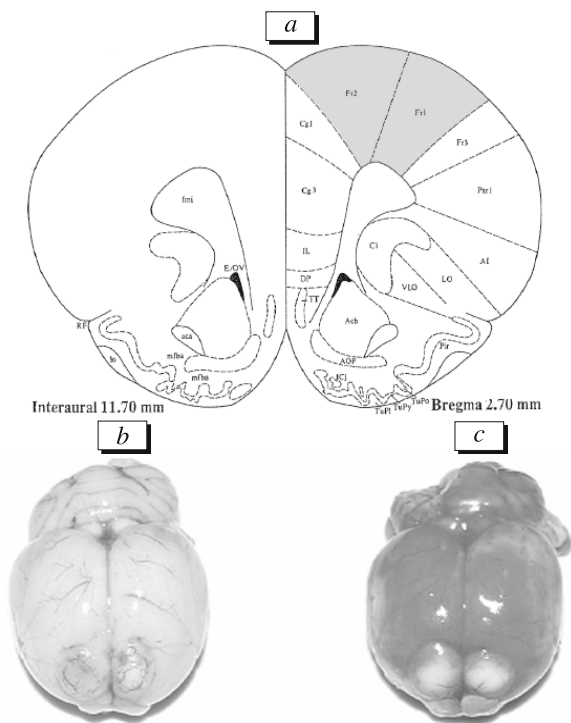 a
Fr2
Fr1
Cg1
Fr3
Cg3
Par1
fmi
IL
Cl
AI
E/OV
DP
LO
TT
VLO
RF
aca
Acb
Pir
lo
mfba
AOP
mfbb
ICj
TuPl TuPy TuPo
Interaural 11.70 mm
Bregma 2.70 mm
b
c